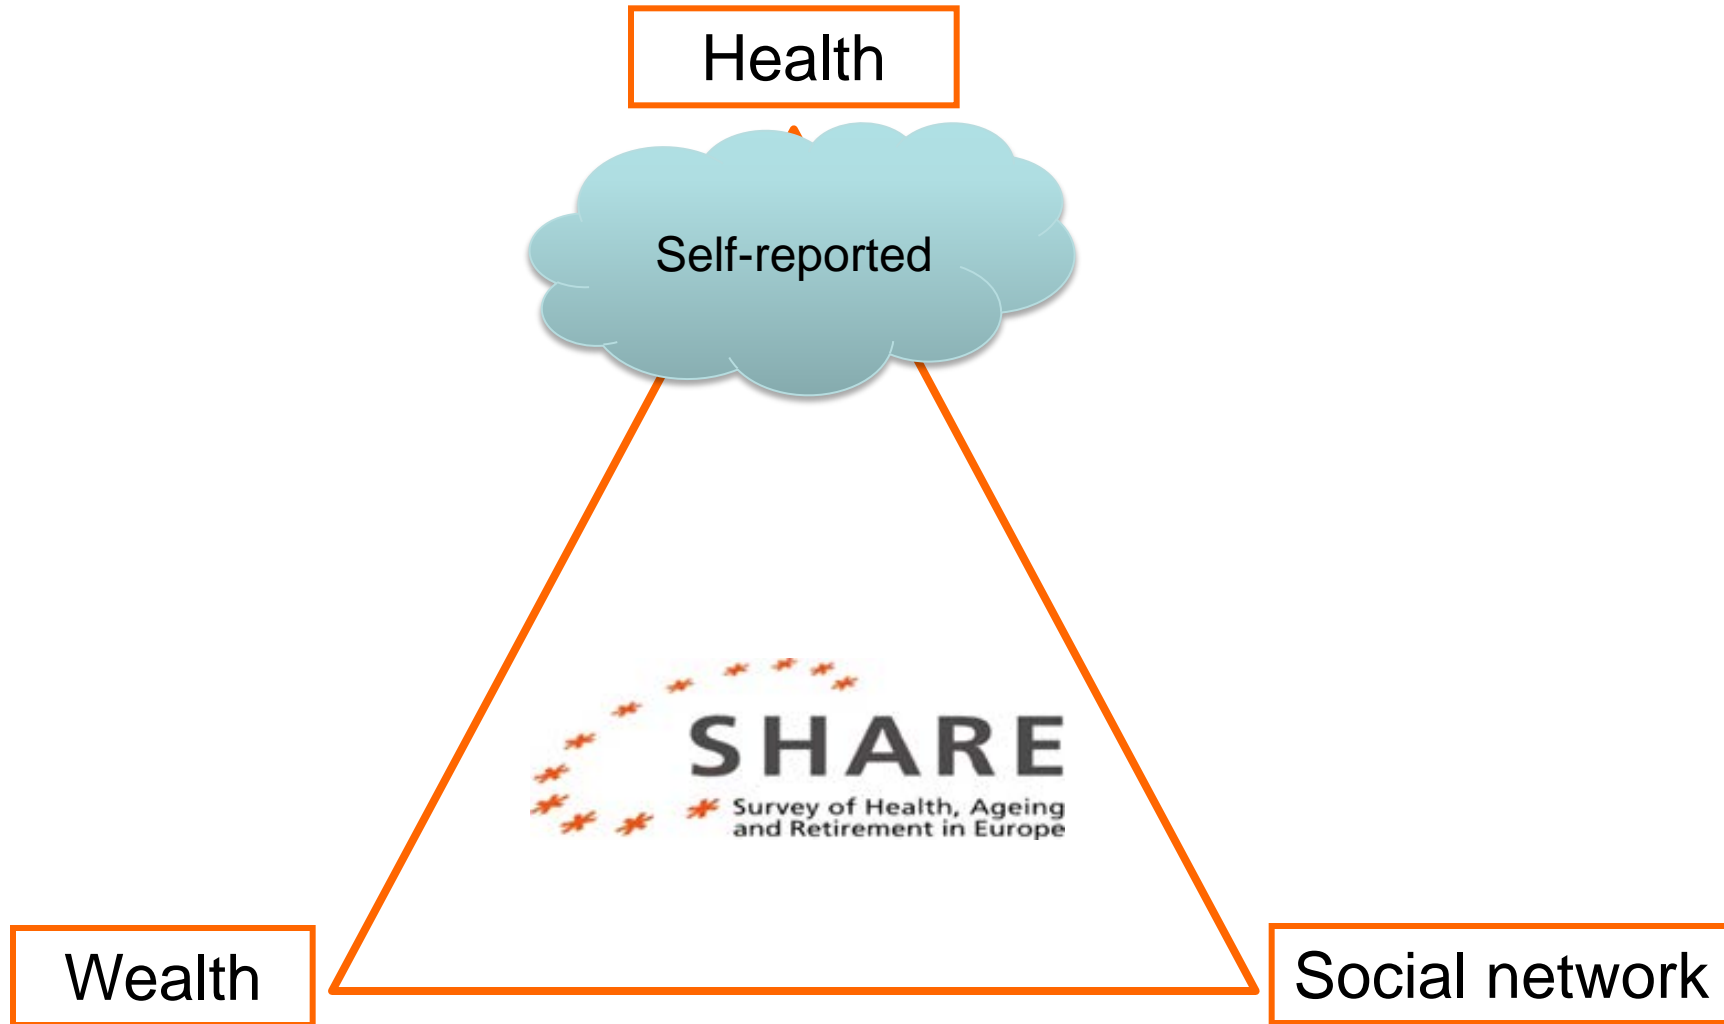 Health
Self-reported
SHARE
Survey of Health, Ageing
and Retirement in Europe
Wealth
Social network